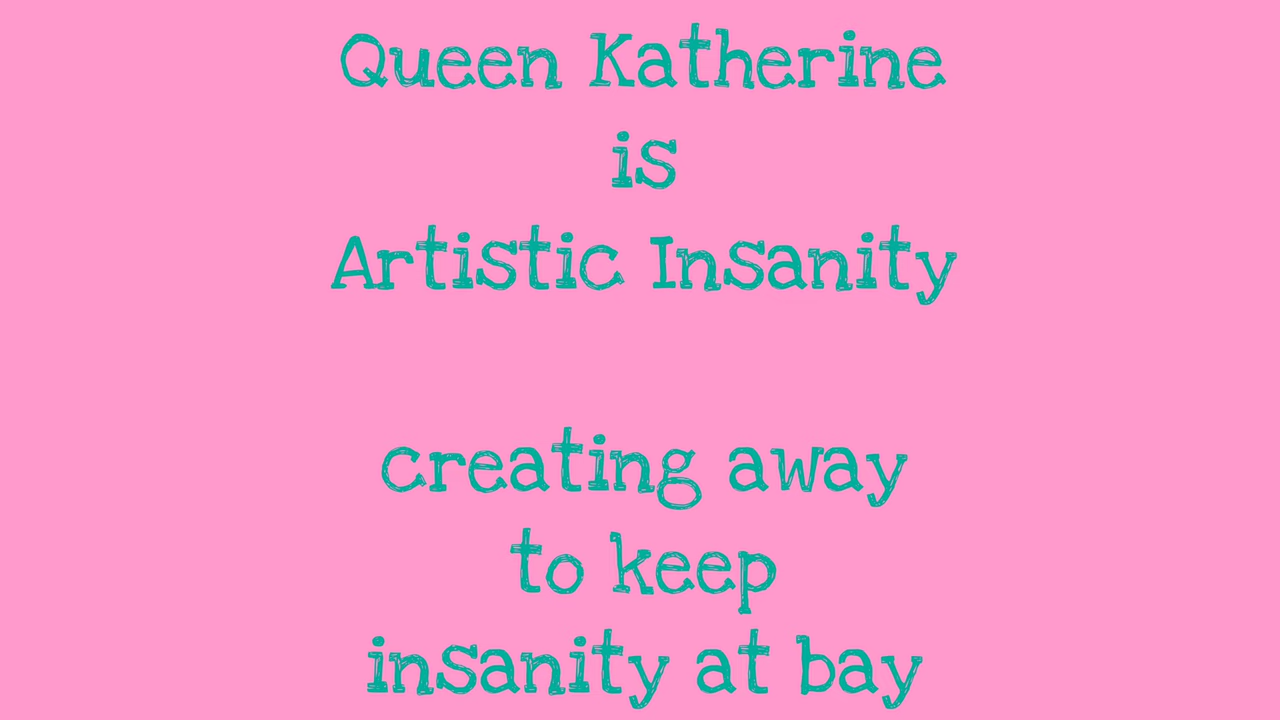 Queen Katherine
is
Artistic Insanity
creating away
to keep
insanity at bay